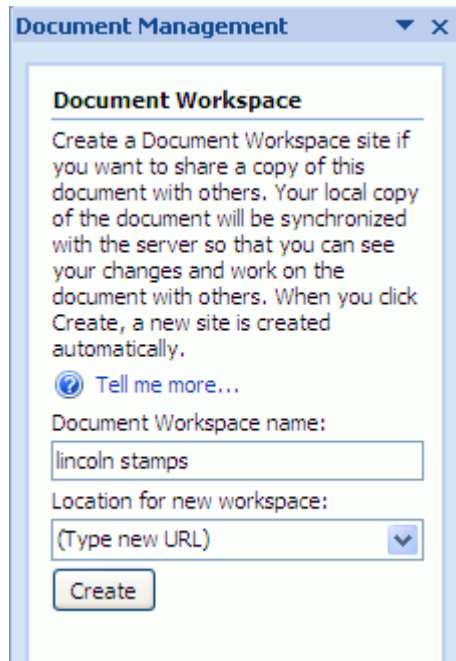 Document Management
Document Workspace
Create a Document Workspace site if
you want to share a copy of this
document with others. Your local copy
of the document will be synchronized
with the server so that you can see
your changes and work on the
document with others. When you click
Create, a new site is created
automatically.
Tell me more...
Document Workspace name:
lincoln stamps
Location for new workspace:
(Type new URL)
Create